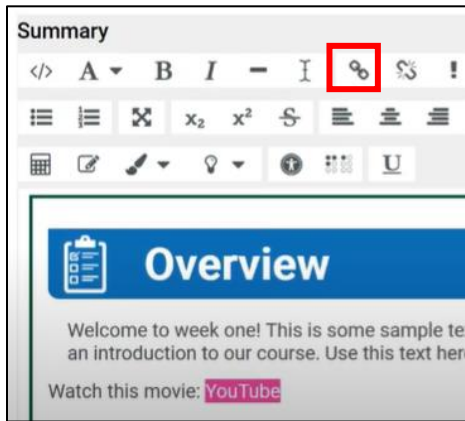 Summary
</> A B I
x₂ x² S
U
Overview
Welcome to week one! This is some sample te
an introduction to our course. Use this text here
Watch this movie: YouTube